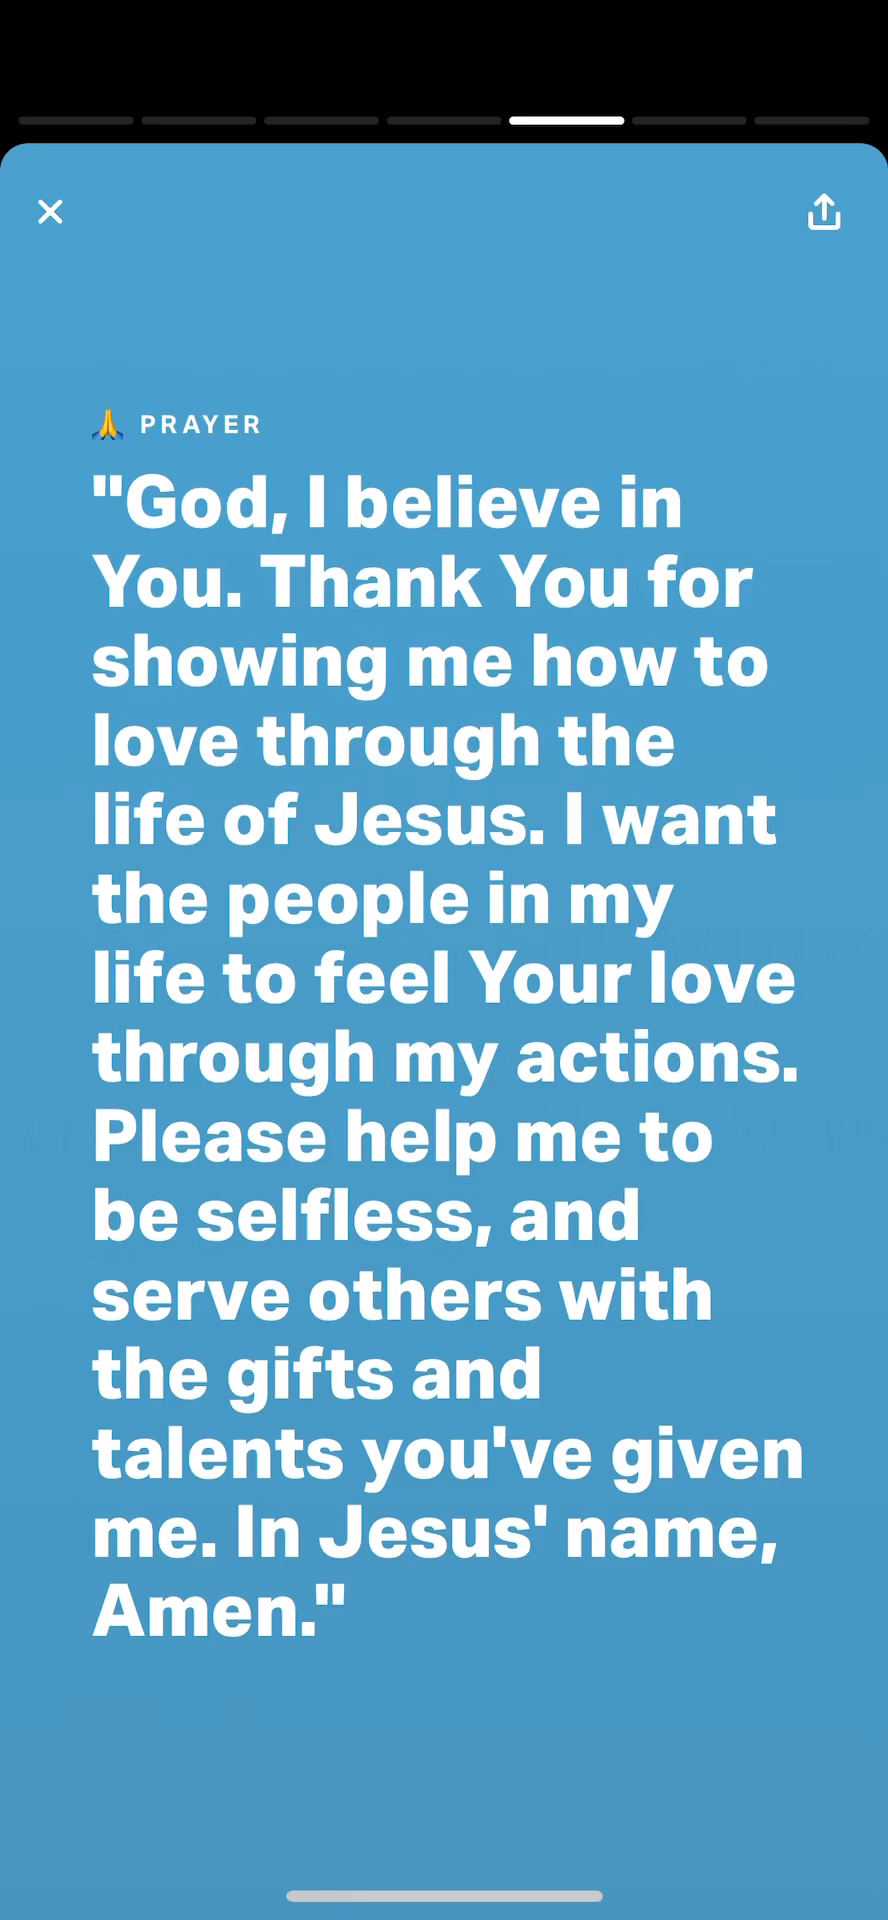 🙏 PRAYER
"God, I believe in
You. Thank You for
showing me how to
love through the
life of Jesus. I want
the people in my
life to feel Your love
through my actions.
Please help me to
be selfless, and
serve others with
the gifts and
talents you've given
me. In Jesus' name,
Amen."